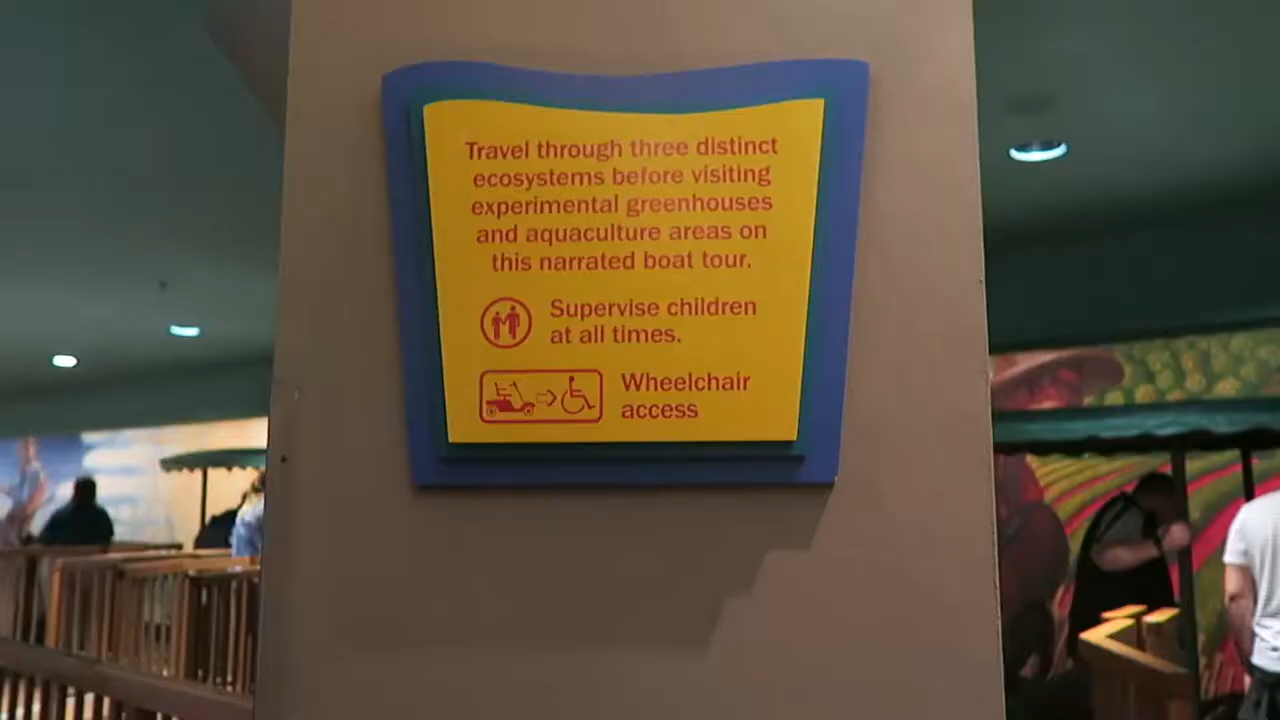 Travel through three distinct
ecosystems before visiting
experimental greenhouses
and aquaculture areas on
this narrated boat tour.
Supervise children
at all times.
Wheelchair
access